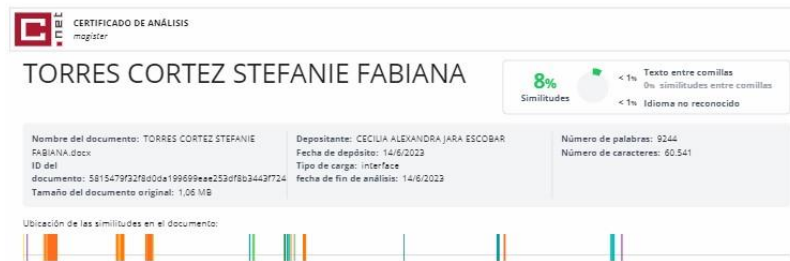 .net
CERTIFICADO DE ANÁLISIS
magister
TORRES CORTEZ STEFANIE FABIANA
8%
Similitudes
< 1% Texto entre comillas
0% similitudes entre comillas
< 1% Idioma no reconocido
Nombre del documento: TORRES CORTEZ STEFANIE
FABIANA.docx
ID del
documento: 5815479f32f8d0da199699eae253df8b3443f724
Tamaño del documento original: 1,06 MB
Depositante: CECILIA ALEXANDRA JARA ESCOBAR
Fecha de depósito: 14/6/2023
Tipo de carga: interface
fecha de fin de análisis: 14/6/2023
Número de palabras: 9244
Número de caracteres: 60.541
Ubicación de las similitudes en el documento: